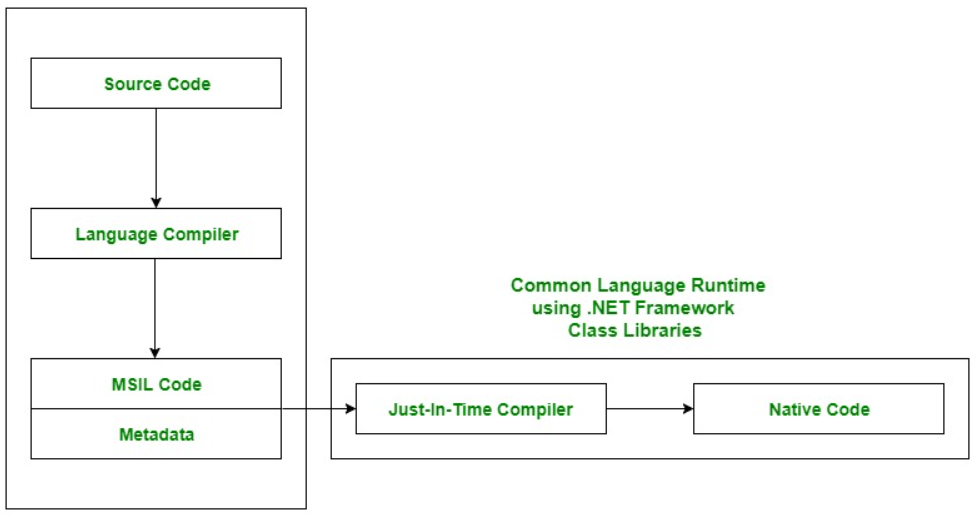 Source Code
Language Compiler
MSIL Code
Metadata
Common Language Runtime
using .NET Framework
Class Libraries
Just-In-Time Compiler
Native Code